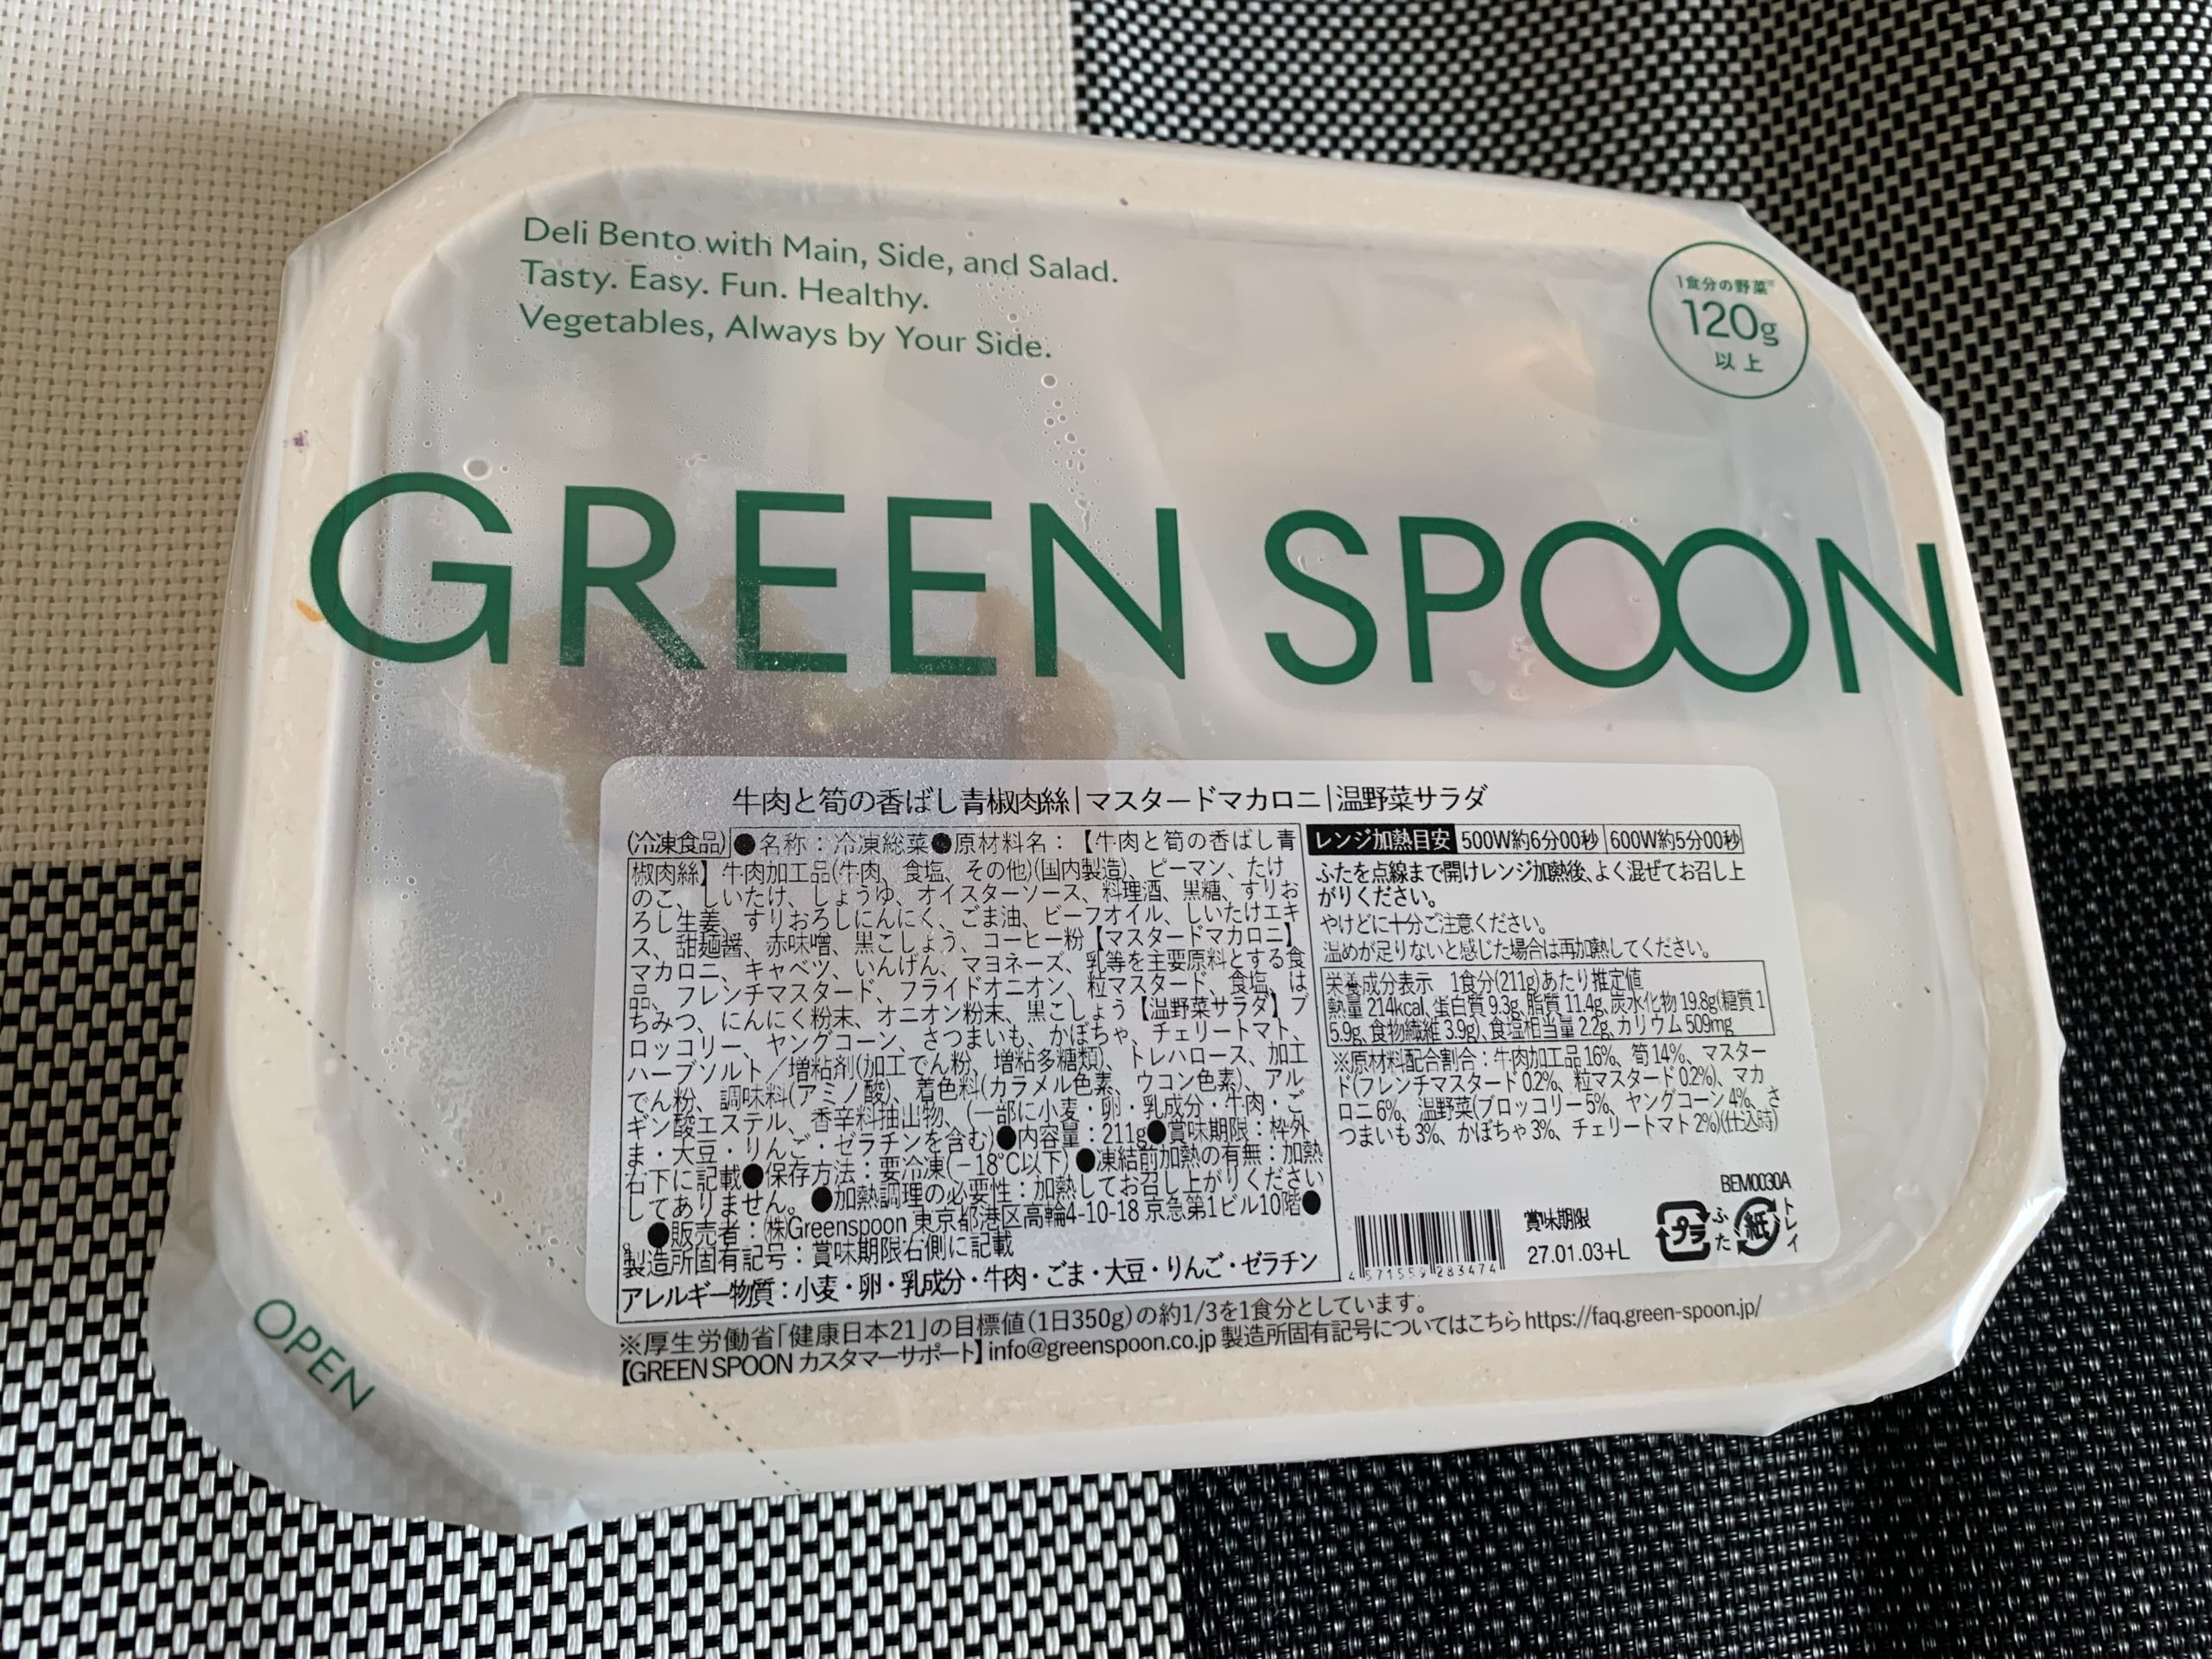 Deli Bento with Main, Side, and Salad.
Tasty. Easy. Fun. Healthy.
Vegetables, Always by Your Side.
1食分の野菜※
120g
以上
GREEN SPOON
牛肉と筍の香ばし青椒肉絲|マスタードマカロニ|温野菜サラダ
(冷凍食品)●名称：冷凍総菜●原材料名：【牛肉と筍の香ばし青
椒肉絲】牛肉加工品(牛肉、食塩、その他)(国内製造)、ピーマン、たけ
のこ、しいたけ、しょうゆ、オイスターソース、料理酒、黒糖、すりお
ろし生姜、すりおろしにんにく、ごま油、ビーフオイル、しいたけエキ
ス、甜麺醤、赤味噌、黒こしょう、コーヒー粉【マスタードマカロニ】
マカロニ、キャベツ、いんげん、マヨネーズ、乳等を主要原料とする食
品、フレンチマスタード、フライドオニオン、粒マスタード、食塩、は
ちみつ、にんにく粉末、オニオン粉末、黒こしょう【温野菜サラダ】ブ
ロッコリー、ヤングコーン、さつまいも、かぼちゃ、チェリートマト、
ハーブソルト／増粘剤(加工でん粉、増粘多糖類)、トレハロース、加工
でん粉、調味料(アミノ酸)、着色料(カラメル色素、ウコン色素)、アル
ギン酸エステル、香辛料抽出物、(一部に小麦・卵・乳成分・牛肉・ご
ま・大豆・りんご・ゼラチンを含む)●内容量：211g●賞味期限：枠外
右下に記載●保存方法：要冷凍(－18℃以下)●凍結前加熱の有無：加熱
してありません。●加熱調理の必要性：加熱してお召し上がりください
。●販売者：㈱Greenspoon 東京都港区高輪4-10-18 京急第1ビル10階●
製造所固有記号：賞味期限右側に記載
アレルギー物質：小麦・卵・乳成分・牛肉・ごま・大豆・りんご・ゼラチン
レンジ加熱目安 500W約6分00秒 600W約5分00秒
ふたを点線まで開けレンジ加熱後、よく混ぜてお召し上
がりください。
やけどに十分ご注意ください。
温めが足りないと感じた場合は再加熱してください。
栄養成分表示 1食分(211g)あたり推定値
熱量 214kcal、蛋白質 9.3g、脂質 11.4g、炭水化物 19.8g(糖質 1
5.9g、食物繊維 3.9g)、食塩相当量 2.2g、カリウム 509mg
※原材料配合割合：牛肉加工品 16%、筍 14%、マスター
ド(フレンチマスタード 0.2%、粒マスタード 0.2%)、マカ
ロニ 6%、温野菜(ブロッコリー 5%、ヤングコーン 4%、さ
つまいも 3%、かぼちゃ 3%、チェリートマト 2%)(仕込時)
BEM0030A
4571559283474
賞味期限
27.01.03+L
プラ
ふた
紙
トレイ
※厚生労働省「健康日本21」の目標値(1日350g)の約1/3を1食分としています。
【GREEN SPOON カスタマーサポート】info@greenspoon.co.jp 製造所固有記号についてはこちら https://faq.green-spoon.jp/
OPEN